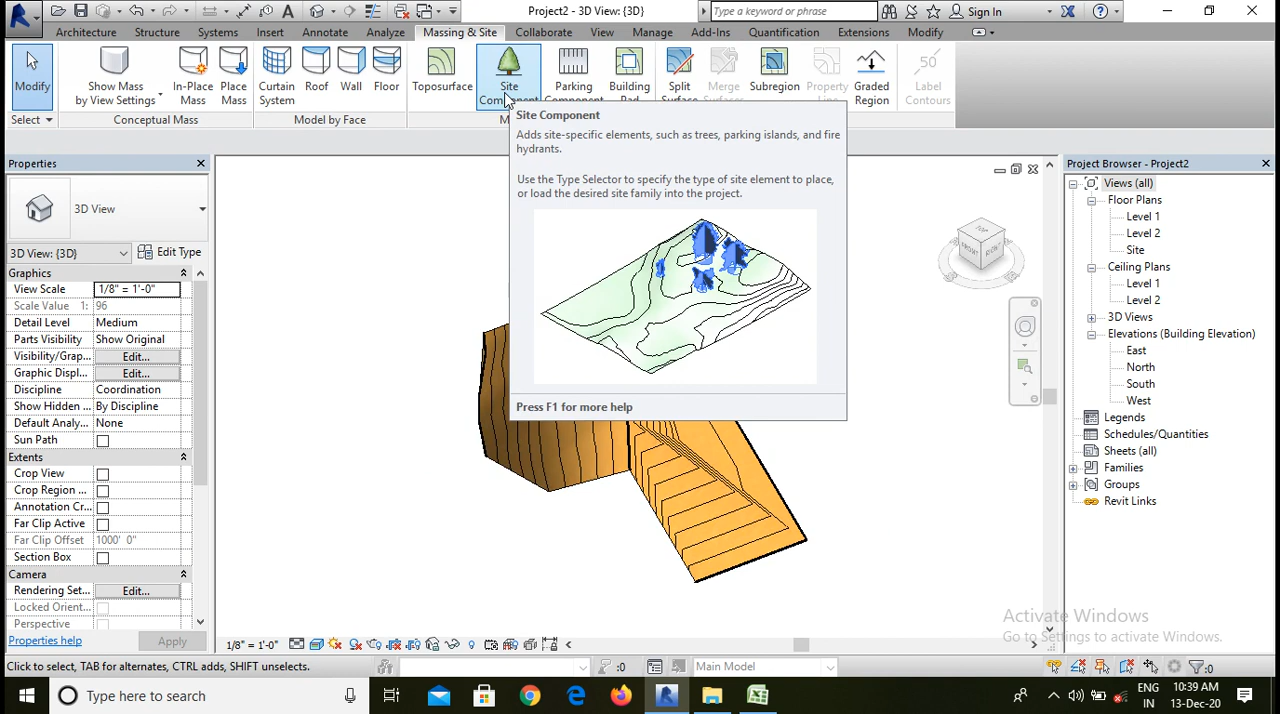 Project2 - 3D View: {3D}
Type a keyword or phrase
Sign In
Architecture Structure Systems Insert Annotate Analyze Massing & Site Collaborate View Manage Add-Ins Quantification Extensions Modify
Modify
Show Mass
by View Settings
In-Place
Mass
Place
Mass
Curtain
System
Roof
Wall
Floor
Toposurface
Site
Component
Parking
Component
Building
Pad
Split
Surface
Merge
Surfaces
Subregion
Property
Line
Graded
Region
50
Label
Contours
Select
Conceptual Mass
Model by Face
Site Component
Adds site-specific elements, such as trees, parking islands, and fire
hydrants.
Use the Type Selector to specify the type of site element to place,
or load the desired site family into the project.
Press F1 for more help
Properties
3D View
3D View: {3D}
Edit Type
Graphics
View Scale 1/8" = 1'-0"
Scale Value 1: 96
Detail Level Medium
Parts Visibility Show Original
Visibility/Grap... Edit...
Graphic Displ... Edit...
Discipline Coordination
Show Hidden ... By Discipline
Default Analy... None
Sun Path
Extents
Crop View
Crop Region ...
Annotation Cr...
Far Clip Active
Far Clip Offset 1000' 0"
Section Box
Camera
Rendering Set... Edit...
Locked Orient...
Perspective
Properties help
Apply
TOP
FRONT
Project Browser - Project2
Views (all)
Floor Plans
Level 1
Level 2
Site
Ceiling Plans
Level 1
Level 2
3D Views
Elevations (Building Elevation)
East
North
South
West
Legends
Schedules/Quantities
Sheets (all)
Families
Groups
Revit Links
Activate Windows
Go to Settings to activate Windows.
1/8" = 1'-0"
Click to select, TAB for alternates, CTRL adds, SHIFT unselects.
:0
Main Model
:0
Type here to search
ENG
IN
10:39 AM
13-Dec-20